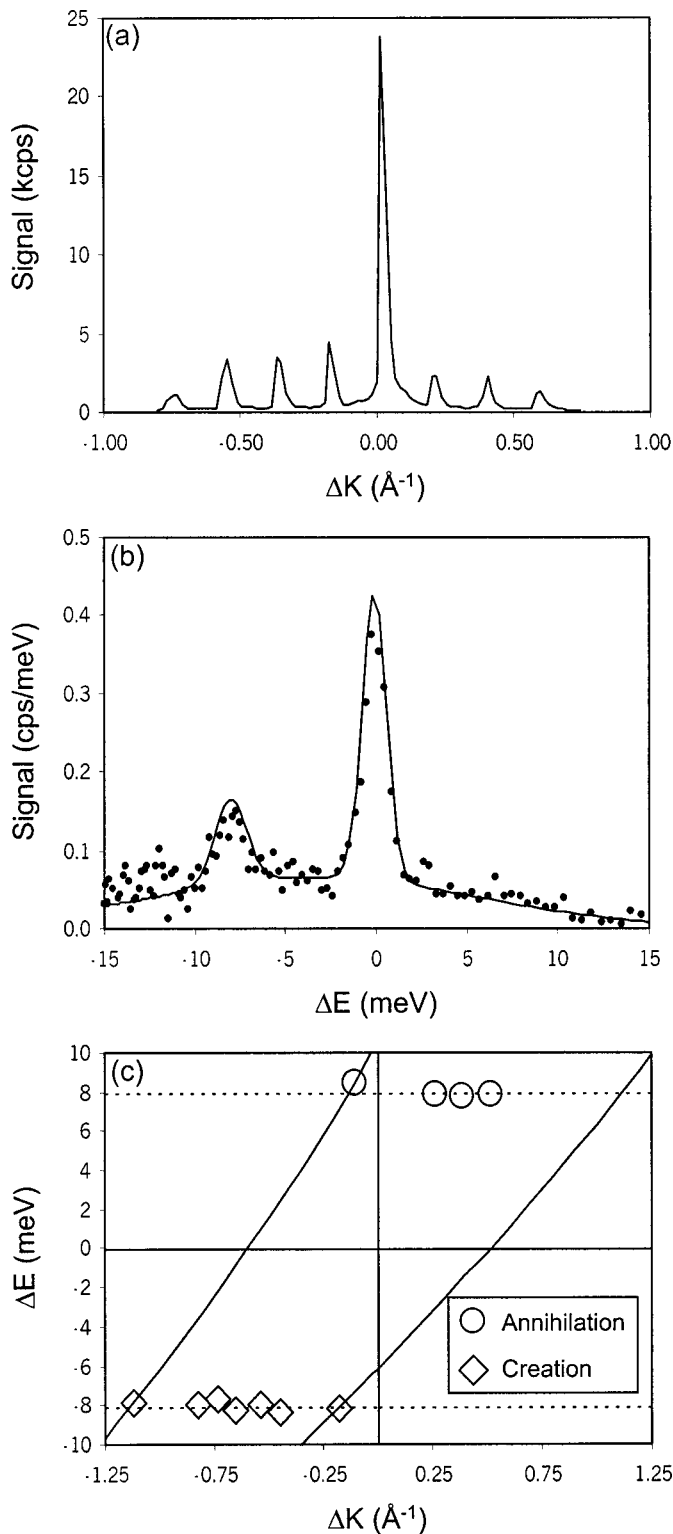 (a)
25
20
15
10
5
0
Signal (kcps)
-1.00 -0.50 0.00 0.50 1.00
ΔK (Å-1)
(b)
0.5
0.4
0.3
0.2
0.1
0.0
Signal (cps/meV)
-15 -10 -5 0 5 10 15
ΔE (meV)
(c)
10
8
6
4
2
0
-2
-4
-6
-8
-10
ΔE (meV)
Annihilation
Creation
-1.25 -0.75 -0.25 0.25 0.75 1.25
ΔK (Å-1)